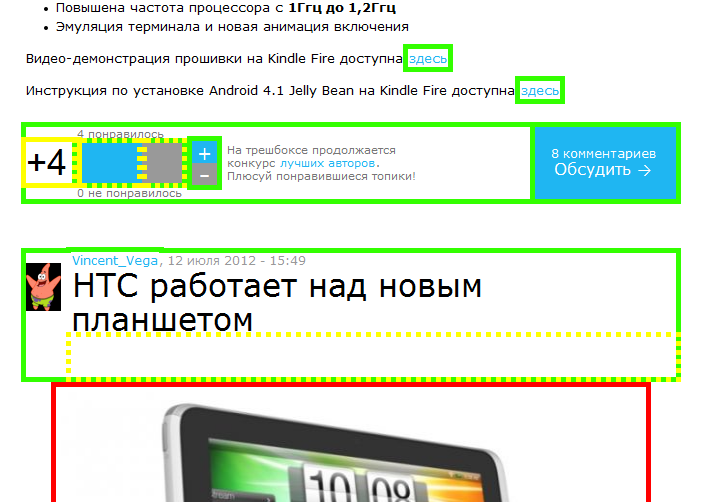 Повышена частота процессора с 1Ггц до 1,2Ггц
Эмуляция терминала и новая анимация включения
Видео-демонстрация прошивки на Kindle Fire доступна здесь
Инструкция по установке Android 4.1 Jelly Bean на Kindle Fire доступна здесь
4 понравилось
+4
+
–
0 не понравилось
На трешбоксе продолжается
конкурс лучших авторов.
Плюсуй понравившиеся топики!
8 комментариев
Обсудить →
Vincent_Vega, 12 июля 2012 - 15:49
HTC работает над новым
планшетом
10 08